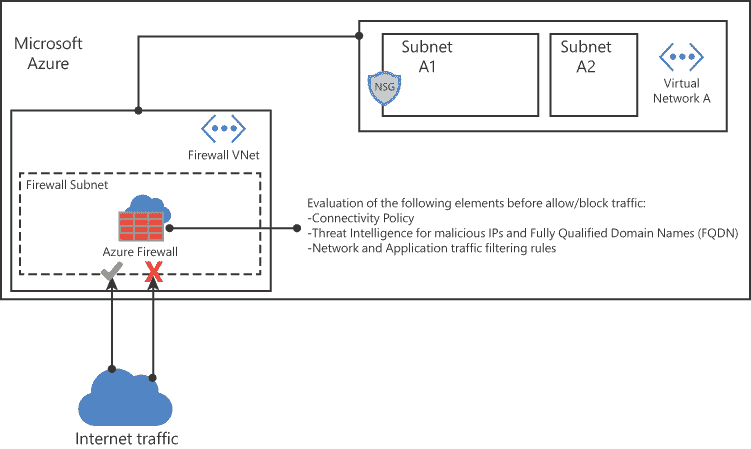 Microsoft
Azure
Subnet
A1
Subnet
A2
NSG
Virtual
Network A
Firewall VNet
Firewall Subnet
Azure Firewall
Evaluation of the following elements before allow/block traffic:
-Connectivity Policy
-Threat Intelligence for malicious IPs and Fully Qualified Domain Names (FQDN)
-Network and Application traffic filtering rules
Internet traffic